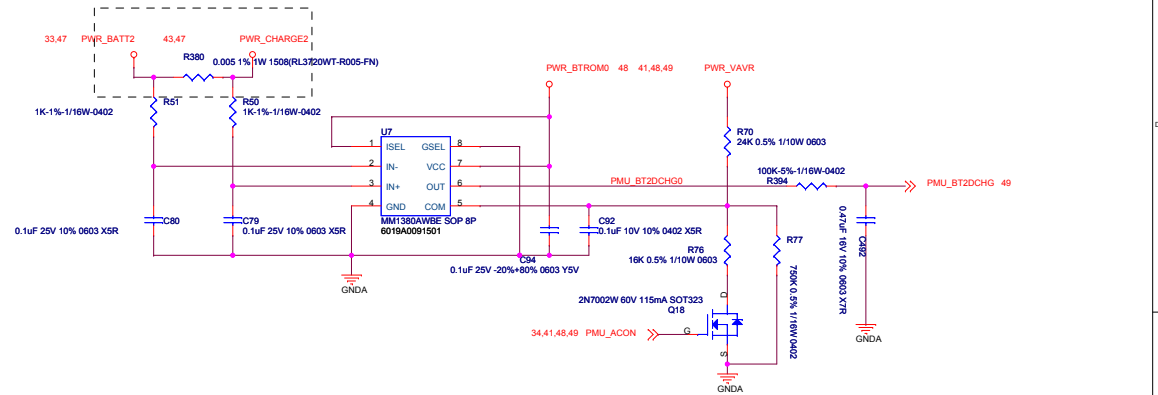 33,47 PWR_BATT2 43,47 PWR_CHARGE2
R380
0.005 1% 1W 1508(RL3720WT-R005-FN)
R51
1K-1%-1/16W-0402
R50
1K-1%-1/16W-0402
PWR_BTROM0 48 41,48,49
PWR_VAVR
U7
1 ISEL GSEL 8
2 IN- VCC 7
3 IN+ OUT 6
4 GND COM 5
MM1380AWBE SOP 8P
6019A0091501
R70
24K 0.5% 1/10W 0603
100K-5%-1/16W-0402
R394
PMU_BT2DCHG0
PMU_BT2DCHG 49
C80
0.1uF 25V 10% 0603 X5R
C79
0.1uF 25V 10% 0603 X5R
C92
0.1uF 10V 10% 0402 X5R
C94
0.1uF 25V -20%+80% 0603 Y5V
R76
16K 0.5% 1/10W 0603
R77
750K 0.5% 1/16W 0402
0.47uF 16V 10% 0603 X7R
C492
GNDA
2N7002W 60V 115mA SOT323
Q18
D
G
S
34,41,48,49 PMU_ACON
GNDA
GNDA